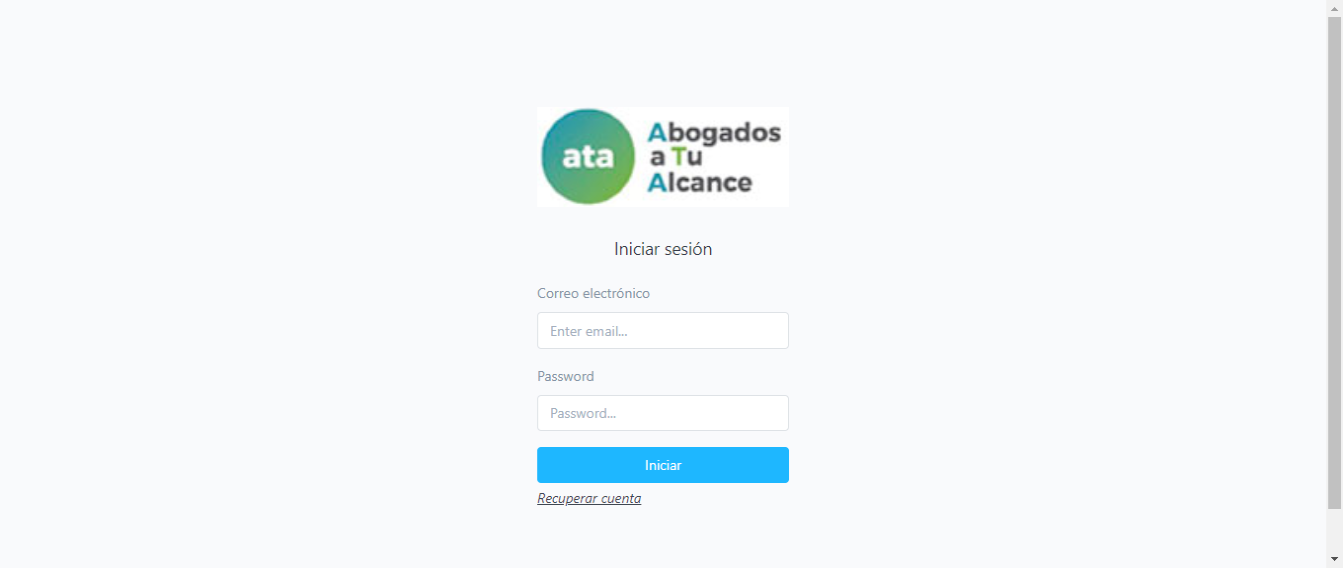 ata
Abogados
a Tu
Alcance
Iniciar sesión
Correo electrónico
Enter email...
Password
Password...
Iniciar
Recuperar cuenta